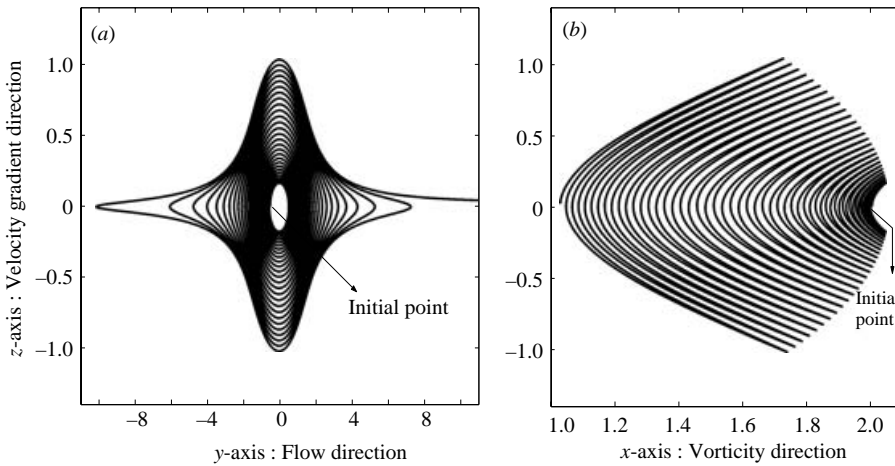 (a)
1.0
0.5
0
–0.5
–1.0
z-axis : Velocity gradient direction
Initial point
–8 –4 0 4 8
y-axis : Flow direction
(b)
1.0
0.5
0
–0.5
–1.0
Initial
point
1.0 1.2 1.4 1.6 1.8 2.0
x-axis : Vorticity direction